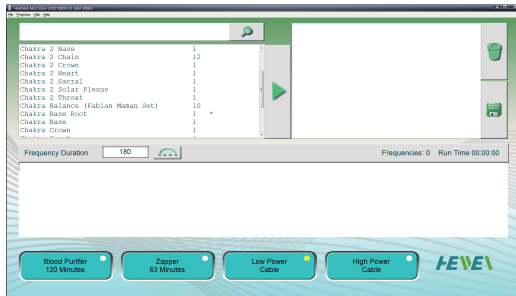 File Programs Utils Help
Chakra 2 Base 1
Chakra 2 Chain 12
Chakra 2 Crown 1
Chakra 2 Heart 1
Chakra 2 Sacral 1
Chakra 2 Solar Plexus 1
Chakra 2 Throat 1
Chakra Balance (Fabian Maman Set) 10
Chakra Base Root 1 *
Chakra Base 1
Chakra Crown 1
Frequency Duration 180 Frequencies: 0 Run Time 00:00:00
Blood Purifier
120 Minutes
Zapper
63 Minutes
Low Power
Cable
High Power
Cable